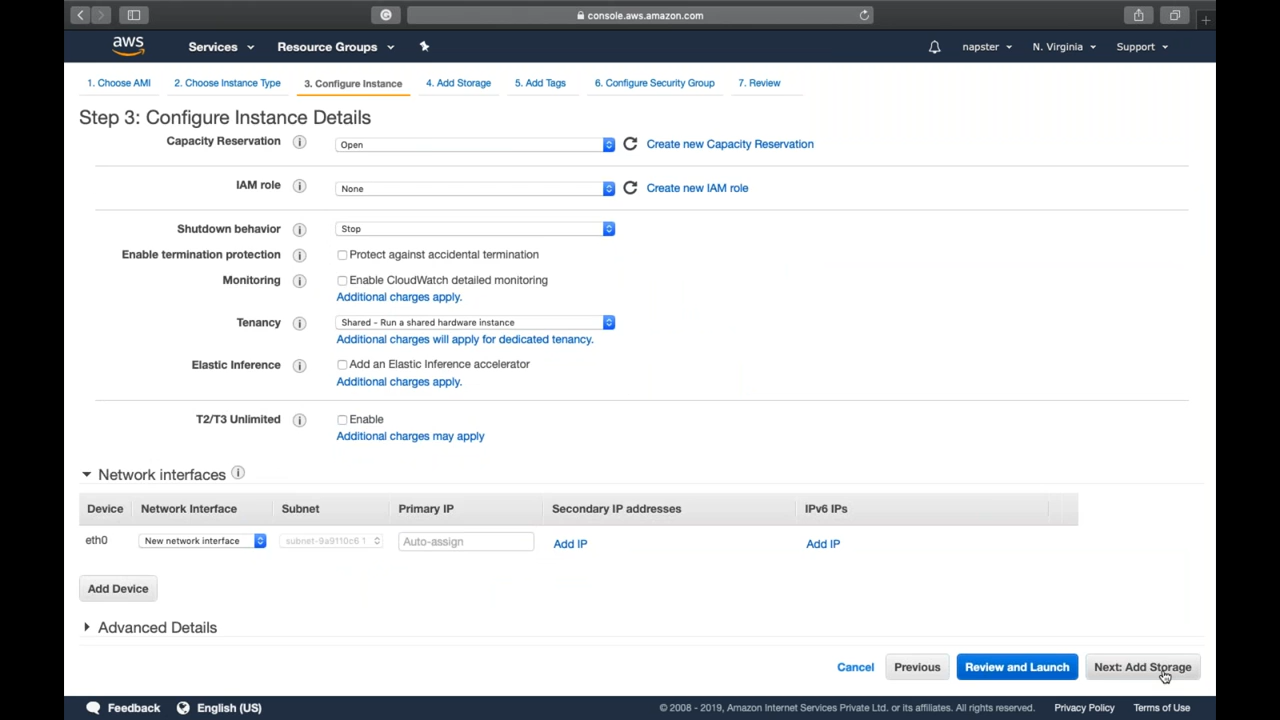 console.aws.amazon.com
aws Services Resource Groups napster N. Virginia Support
1. Choose AMI 2. Choose Instance Type 3. Configure Instance 4. Add Storage 5. Add Tags 6. Configure Security Group 7. Review
Step 3: Configure Instance Details
Capacity Reservation Open Create new Capacity Reservation
IAM role None Create new IAM role
Shutdown behavior Stop
Enable termination protection Protect against accidental termination
Monitoring Enable CloudWatch detailed monitoring
Additional charges apply.
Tenancy Shared - Run a shared hardware instance
Additional charges will apply for dedicated tenancy.
Elastic Inference Add an Elastic Inference accelerator
Additional charges apply.
T2/T3 Unlimited Enable
Additional charges may apply
Network interfaces
Device Network Interface Subnet Primary IP Secondary IP addresses IPv6 IPs
eth0 New network interface subnet-9a9110c6 1 Auto-assign Add IP Add IP
Add Device
Advanced Details
Cancel Previous Review and Launch Next: Add Storage
Feedback English (US) © 2008 - 2019, Amazon Internet Services Private Ltd. or its affiliates. All rights reserved. Privacy Policy Terms of Use